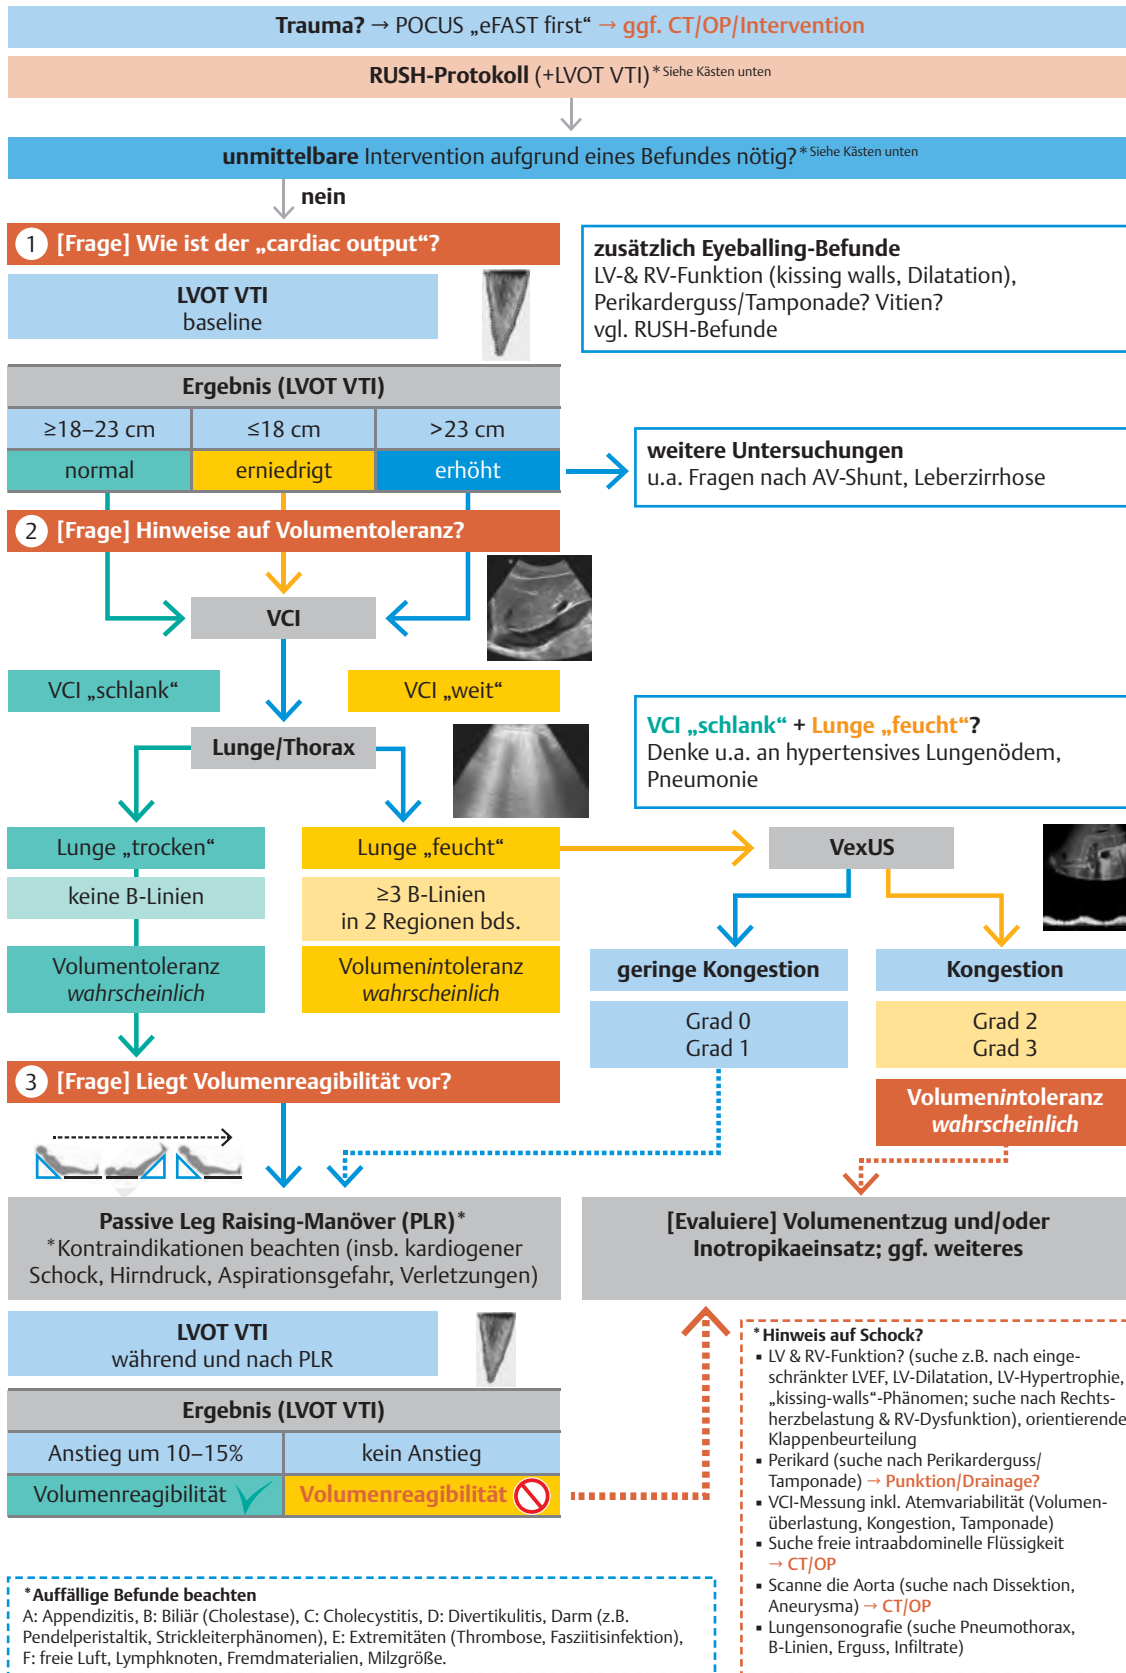 Trauma? → POCUS „eFAST first“ → ggf. CT/OP/Intervention
RUSH-Protokoll (+LVOT VTI)* Siehe Kästen unten
unmittelbare Intervention aufgrund eines Befundes nötig?* Siehe Kästen unten
nein
1 [Frage] Wie ist der „cardiac output“?
LVOT VTI
baseline
zusätzlich Eyeballing-Befunde
LV-& RV-Funktion (kissing walls, Dilatation),
Perikarderguss/Tamponade? Vitien?
vgl. RUSH-Befunde
Ergebnis (LVOT VTI)
≥18–23 cm ≤18 cm >23 cm
normal erniedrigt erhöht
weitere Untersuchungen
u.a. Fragen nach AV-Shunt, Leberzirrhose
2 [Frage] Hinweise auf Volumentoleranz?
VCI
VCI „schlank“ VCI „weit“
Lunge/Thorax
VCI „schlank“ + Lunge „feucht“?
Denke u.a. an hypertensives Lungenödem,
Pneumonie
Lunge „trocken“ Lunge „feucht“ VexUS
keine B-Linien
≥3 B-Linien
in 2 Regionen bds.
Volumentoleranz
wahrscheinlich
Volumenintoleranz
wahrscheinlich
geringe Kongestion
Kongestion
Grad 0
Grad 1
Grad 2
Grad 3
Volumenintoleranz
wahrscheinlich
3 [Frage] Liegt Volumenreagibilität vor?
Passive Leg Raising-Manöver (PLR)*
*Kontraindikationen beachten (insb. kardiogener
Schock, Hirndruck, Aspirationsgefahr, Verletzungen)
[Evaluiere] Volumenentzug und/oder
Inotropikaeinsatz; ggf. weiteres
LVOT VTI
während und nach PLR
Ergebnis (LVOT VTI)
Anstieg um 10–15% kein Anstieg
Volumenreagibilität Volumenreagibilität
*Hinweis auf Schock?
▪ LV & RV-Funktion? (suche z.B. nach einge-
schränkter LVEF, LV-Dilatation, LV-Hypertrophie,
„kissing-walls“-Phänomen; suche nach Rechts-
herzbelastung & RV-Dysfunktion), orientierende
Klappenbeurteilung
▪ Perikard (suche nach Perikarderguss/
Tamponade) → Punktion/Drainage?
▪ VCI-Messung inkl. Atemvariabilität (Volumen-
überlastung, Kongestion, Tamponade)
▪ Suche freie intraabdominelle Flüssigkeit
→ CT/OP
▪ Scanne die Aorta (suche nach Dissektion,
Aneurysma) → CT/OP
▪ Lungensonografie (suche Pneumothorax,
B-Linien, Erguss, Infiltrate)
*Auffällige Befunde beachten
A: Appendizitis, B: Biliär (Cholestase), C: Cholecystitis, D: Divertikulitis, Darm (z.B.
Pendelperistaltik, Strickleiterphänomen), E: Extremitäten (Thrombose, Fasziitisinfektion),
F: freie Luft, Lymphknoten, Fremdmaterialien, Milzgröße.